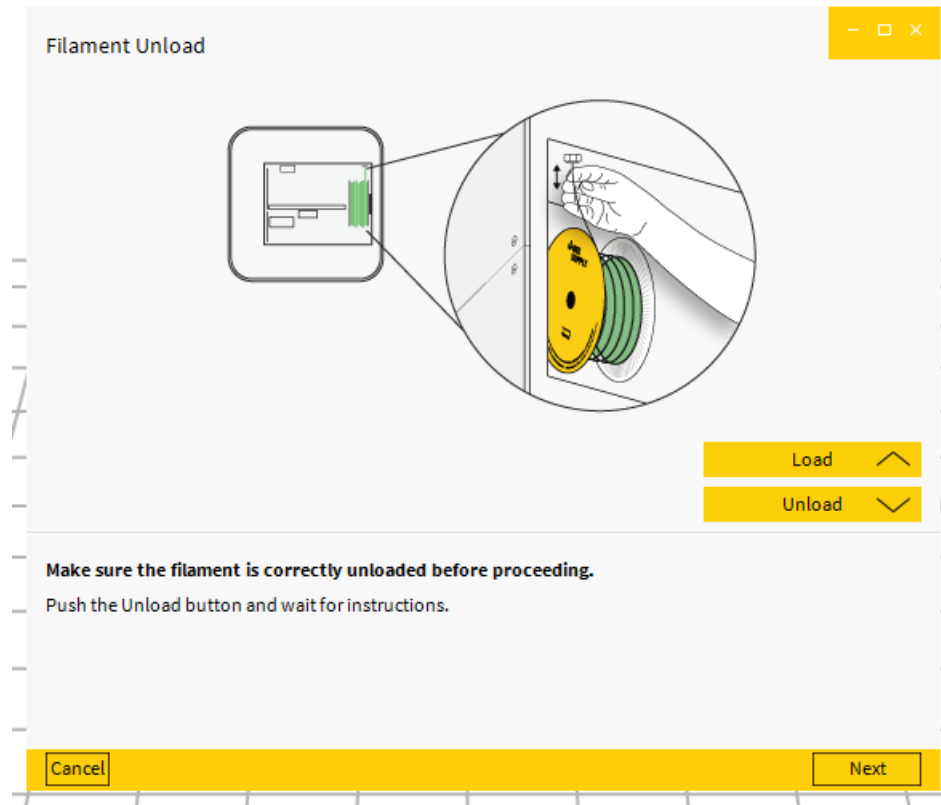 Filament Unload
SUPPLY
Load
Unload
Make sure the filament is correctly unloaded before proceeding.
Push the Unload button and wait for instructions.
Cancel
Next